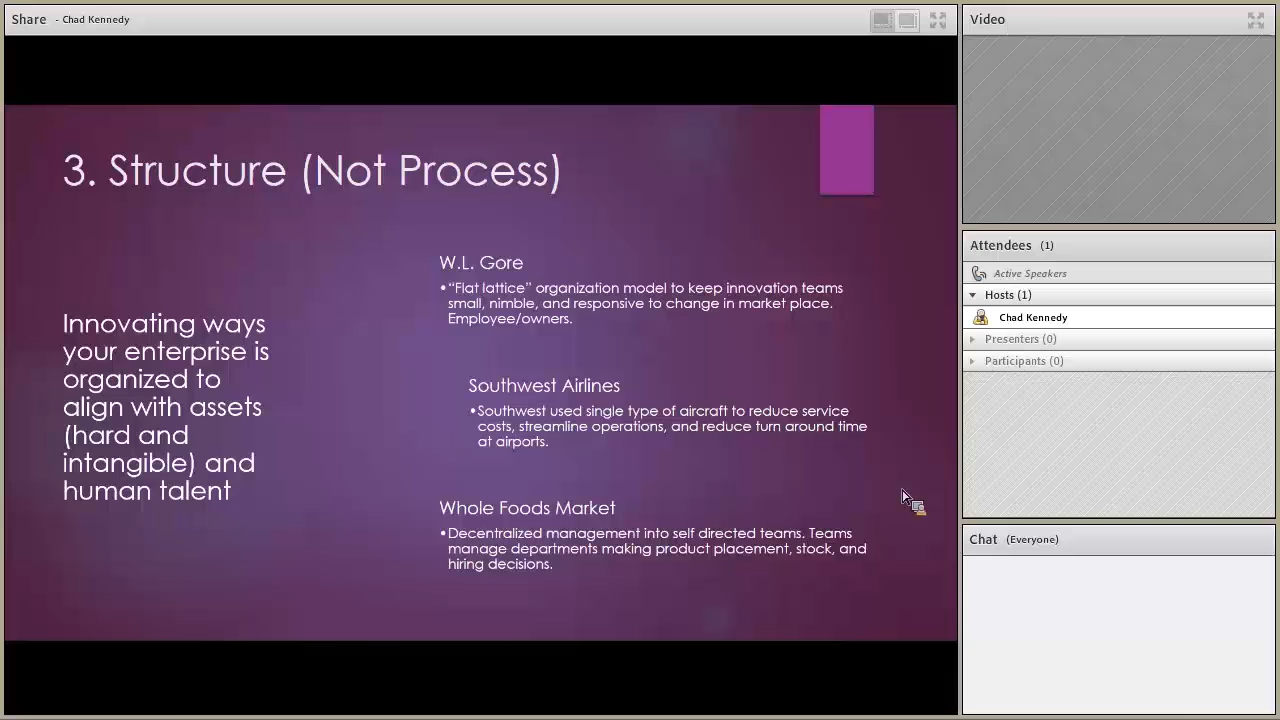 Share - Chad Kennedy
3. Structure (Not Process)
Innovating ways
your enterprise is
organized to
align with assets
(hard and
intangible) and
human talent
W.L. Gore
•“Flat lattice” organization model to keep innovation teams
small, nimble, and responsive to change in market place.
Employee/owners.
Southwest Airlines
•Southwest used single type of aircraft to reduce service
costs, streamline operations, and reduce turn around time
at airports.
Whole Foods Market
•Decentralized management into self directed teams. Teams
manage departments making product placement, stock, and
hiring decisions.
Video
Attendees (1)
Active Speakers
Hosts (1)
Chad Kennedy
Presenters (0)
Participants (0)
Chat (Everyone)